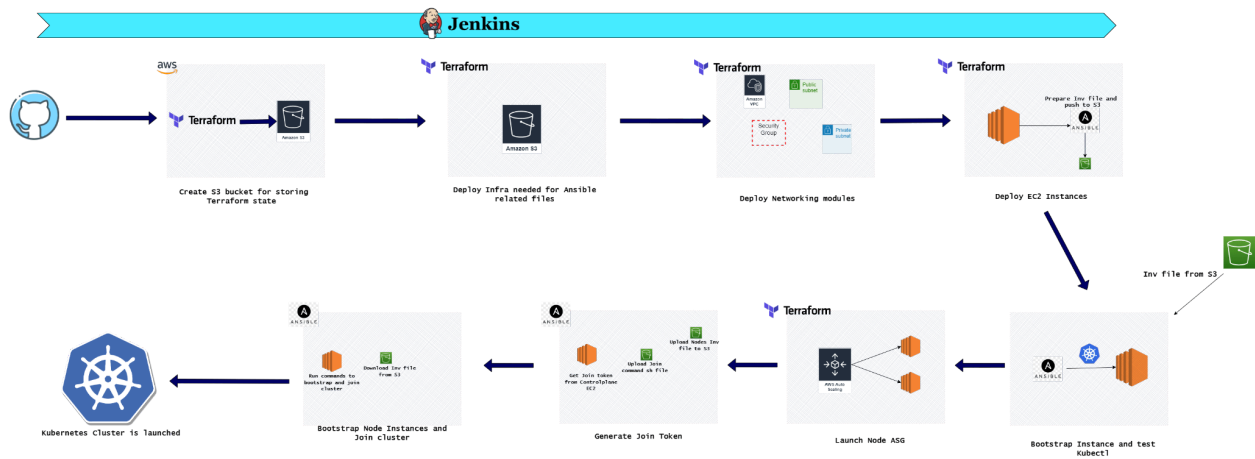 Jenkins
aws
Terraform
Amazon S3
Create S3 bucket for storing
Terraform state
Terraform
Amazon S3
Deploy Infra needed for Ansible
related files
Terraform
Amazon
VPC
Public
subnet
Security
Group
Private
subnet
Deploy Networking modules
Terraform
Prepare Inv file and
push to S3
A
ANSIBLE
Deploy EC2 Instances
Inv file from S3
A
ANSIBLE
Bootstrap Instance and test
Kubectl
Terraform
AWS Auto
Scaling
Launch Node ASG
A
ANSIBLE
Upload Nodes Inv
file to S3
Upload Join
command sh file
Get Join token
from Controlplane
EC2
Generate Join Token
A
ANSIBLE
Download Inv file
from S3
Run commands to
bootstrap and join
cluster
Bootstrap Node Instances and
Join cluster
Kubernetes Cluster is launched